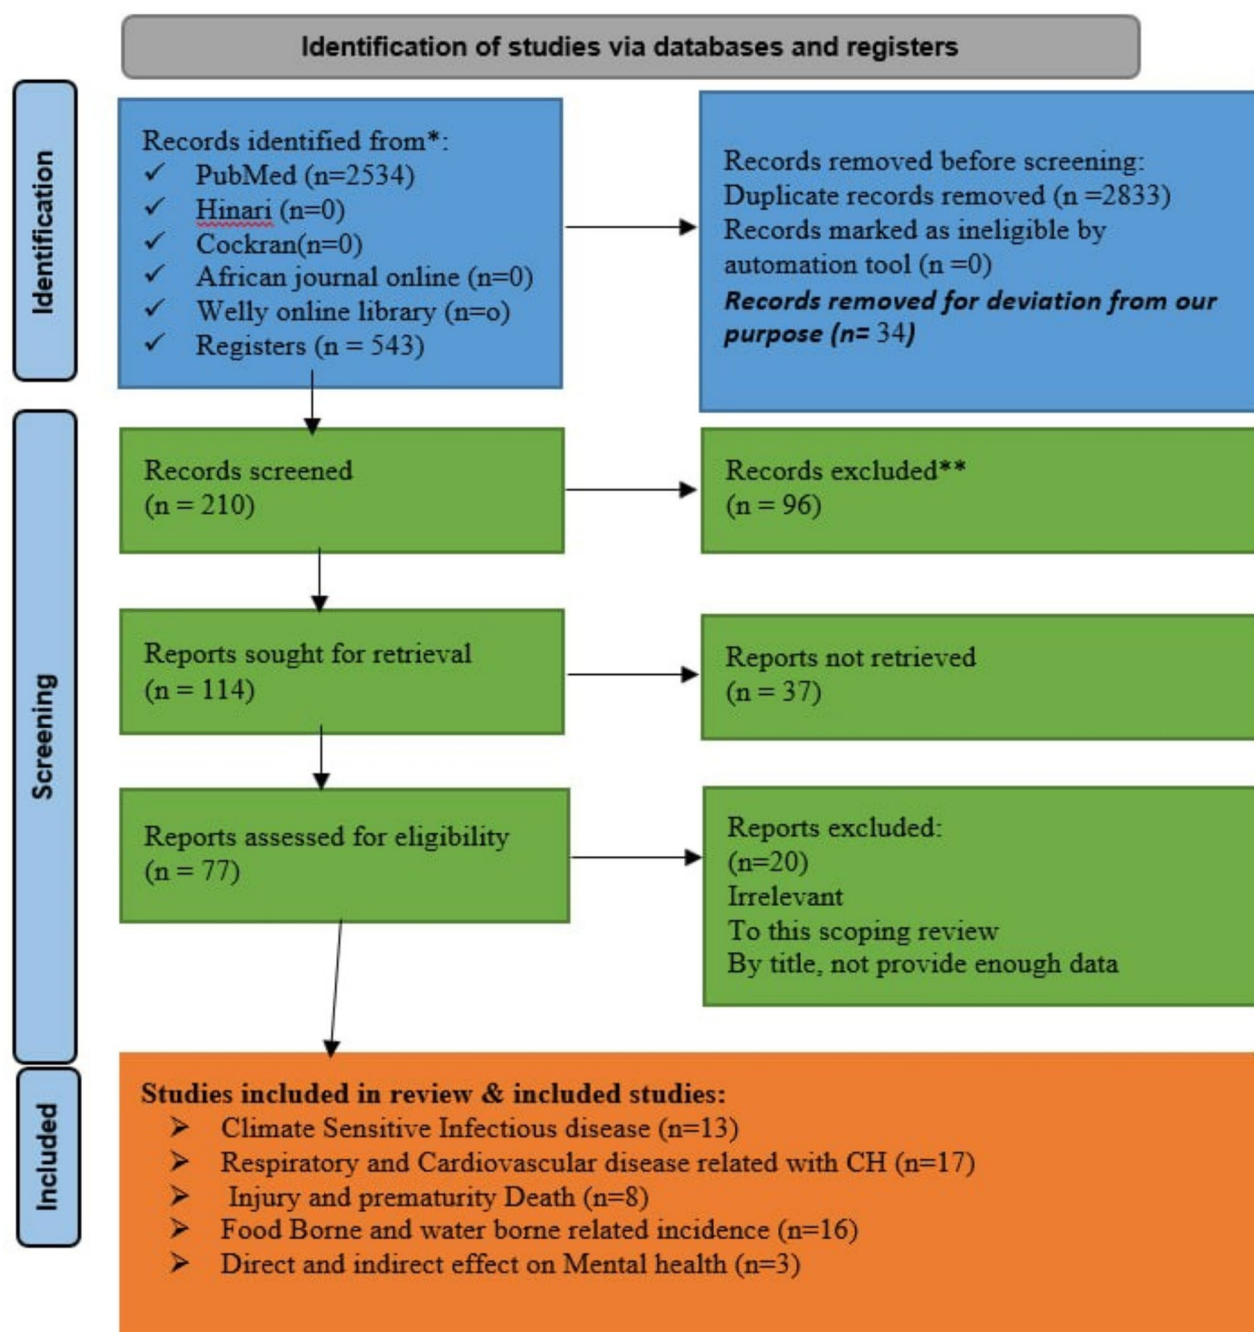 Identification of studies via databases and registers
Identification
Records identified from*:
✓ PubMed (n=2534)
✓ Hinari (n=0)
✓ Cockran(n=0)
✓ African journal online (n=0)
✓ Welly online library (n=o)
✓ Registers (n = 543)
Records removed before screening:
Duplicate records removed (n =2833)
Records marked as ineligible by
automation tool (n =0)
Records removed for deviation from our
purpose (n= 34)
Screening
Records screened
(n = 210)
Records excluded**
(n = 96)
Reports sought for retrieval
(n = 114)
Reports not retrieved
(n = 37)
Reports assessed for eligibility
(n = 77)
Reports excluded:
(n=20)
Irrelevant
To this scoping review
By title, not provide enough data
Included
Studies included in review & included studies:
➢ Climate Sensitive Infectious disease (n=13)
➢ Respiratory and Cardiovascular disease related with CH (n=17)
➢ Injury and prematurity Death (n=8)
➢ Food Borne and water borne related incidence (n=16)
➢ Direct and indirect effect on Mental health (n=3)